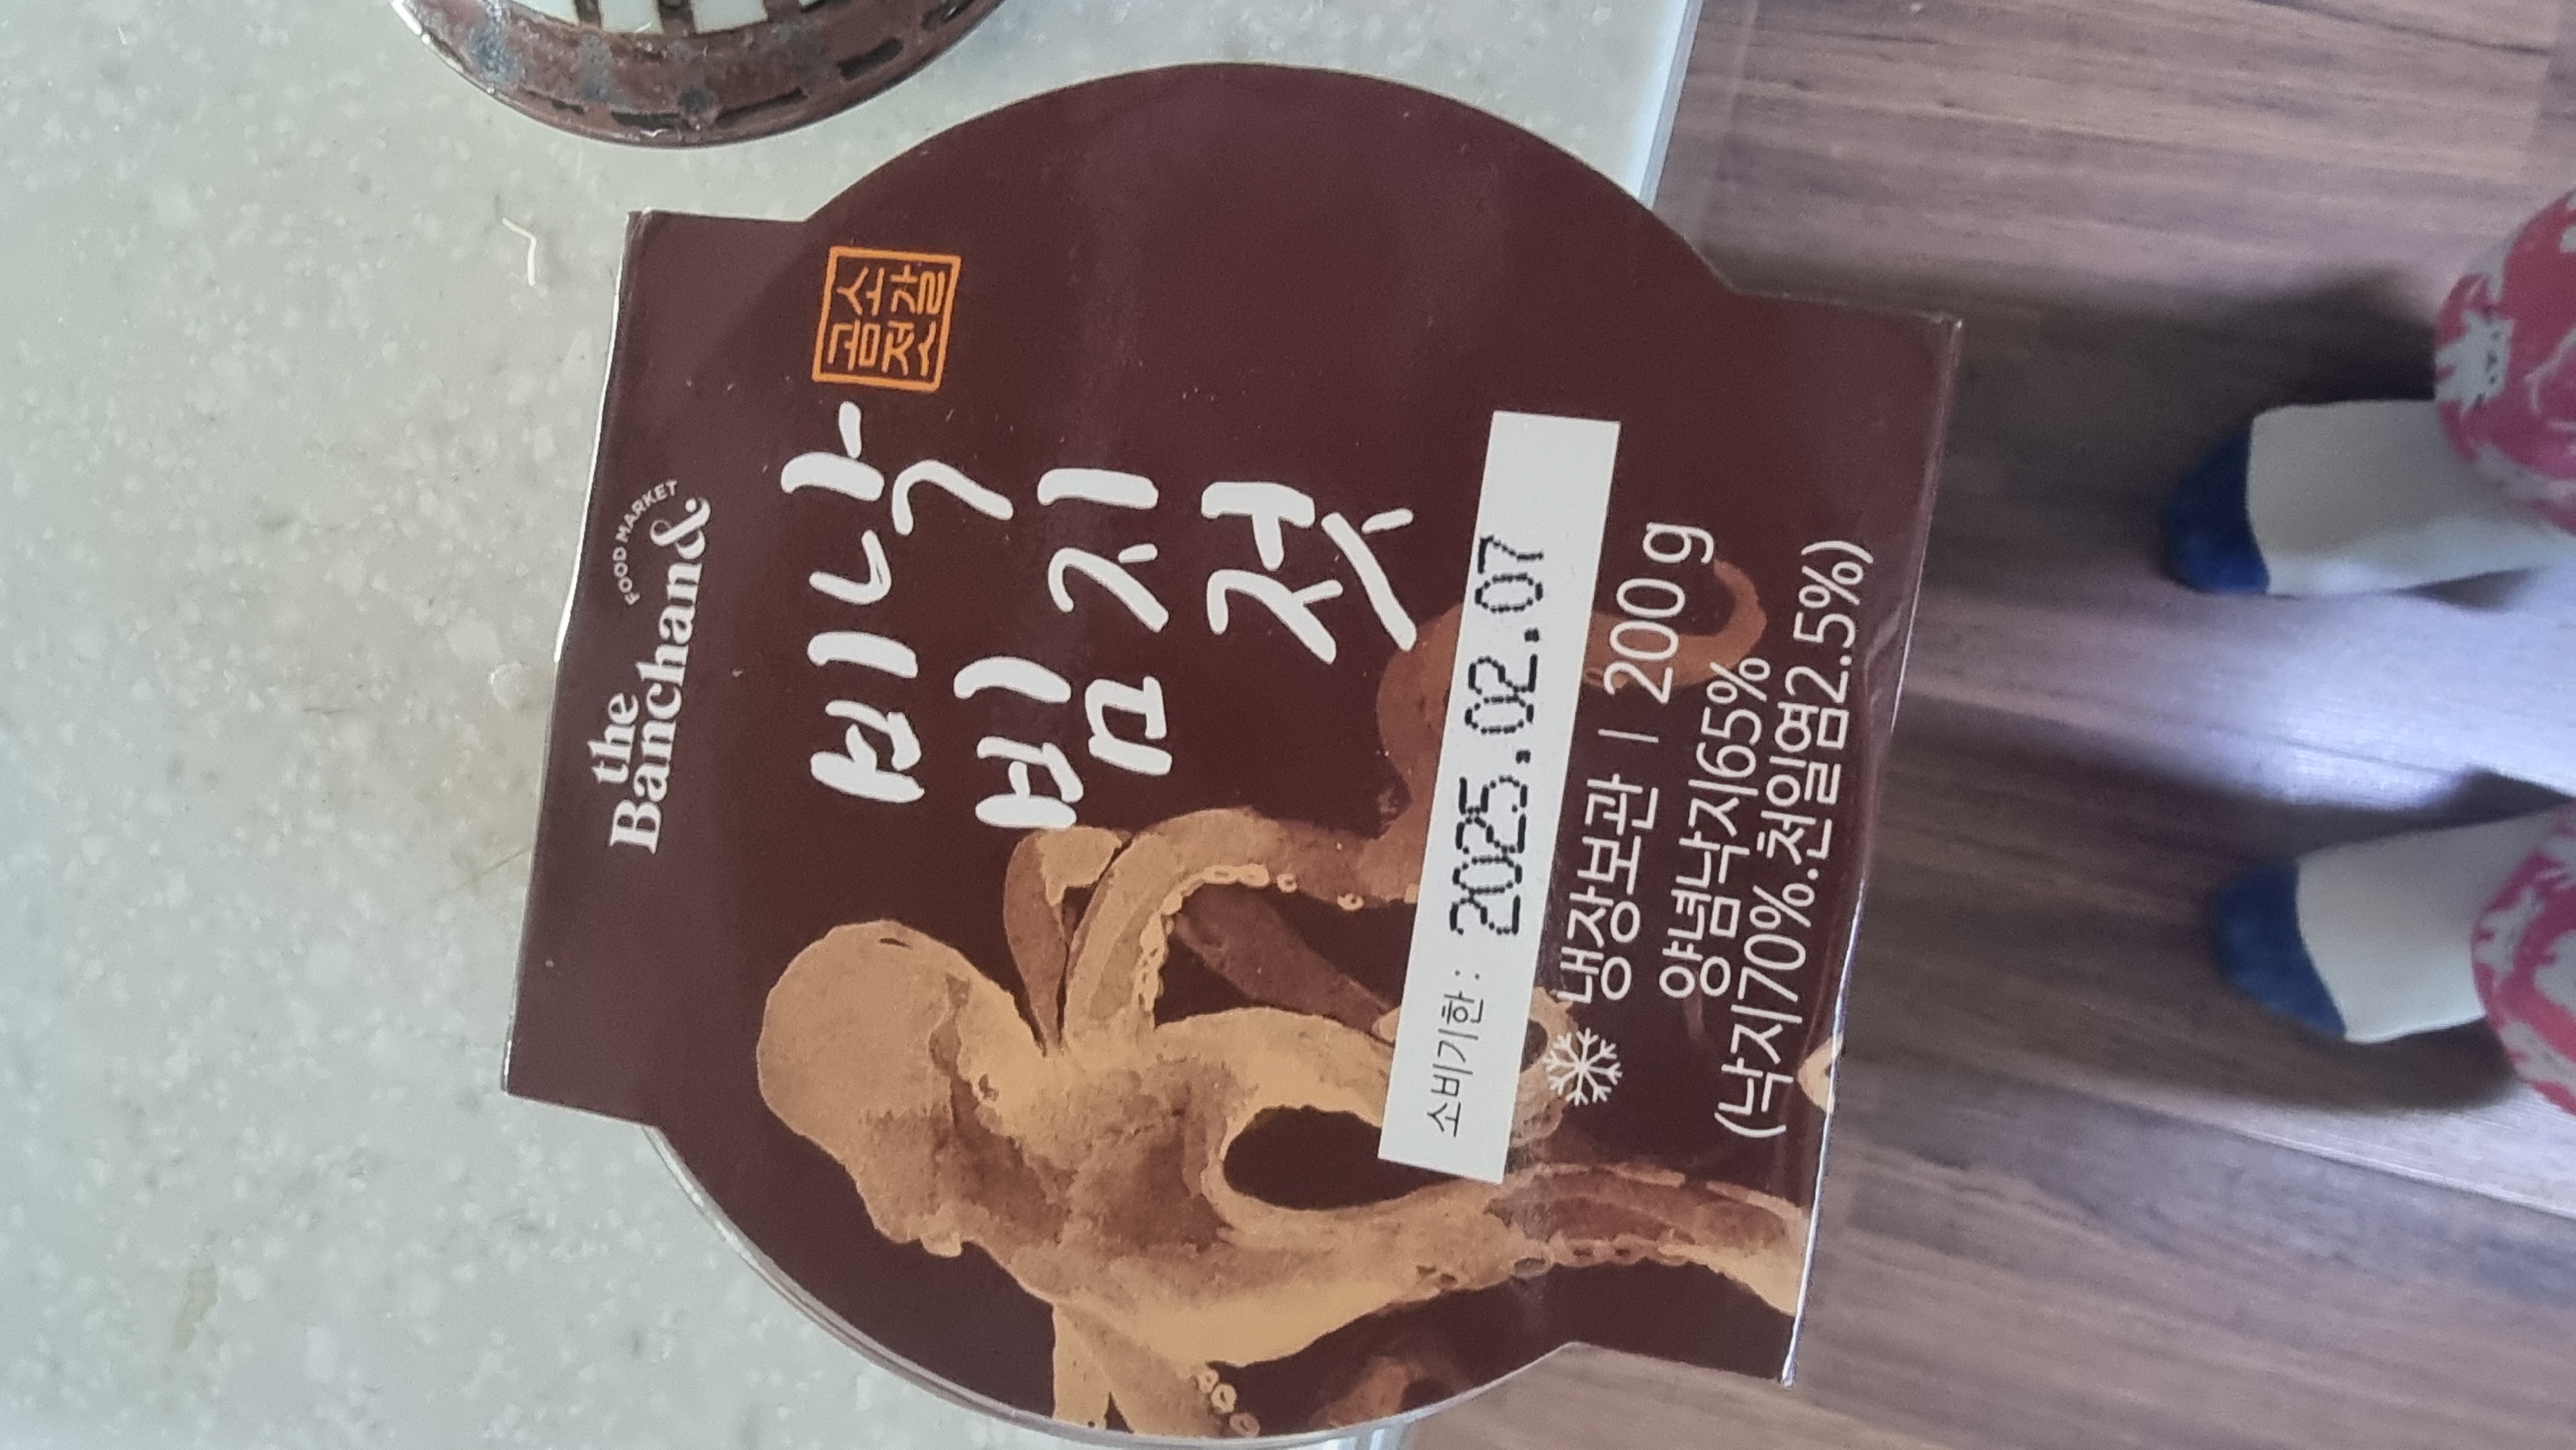 the
Banchan&
FOOD MARKET
비빔
낙지젓
곰소
젓갈
소비기한 : 2025.02.07
냉장보관 | 200 g
양념낙지65%
(낙지70%.천일염2.5%)